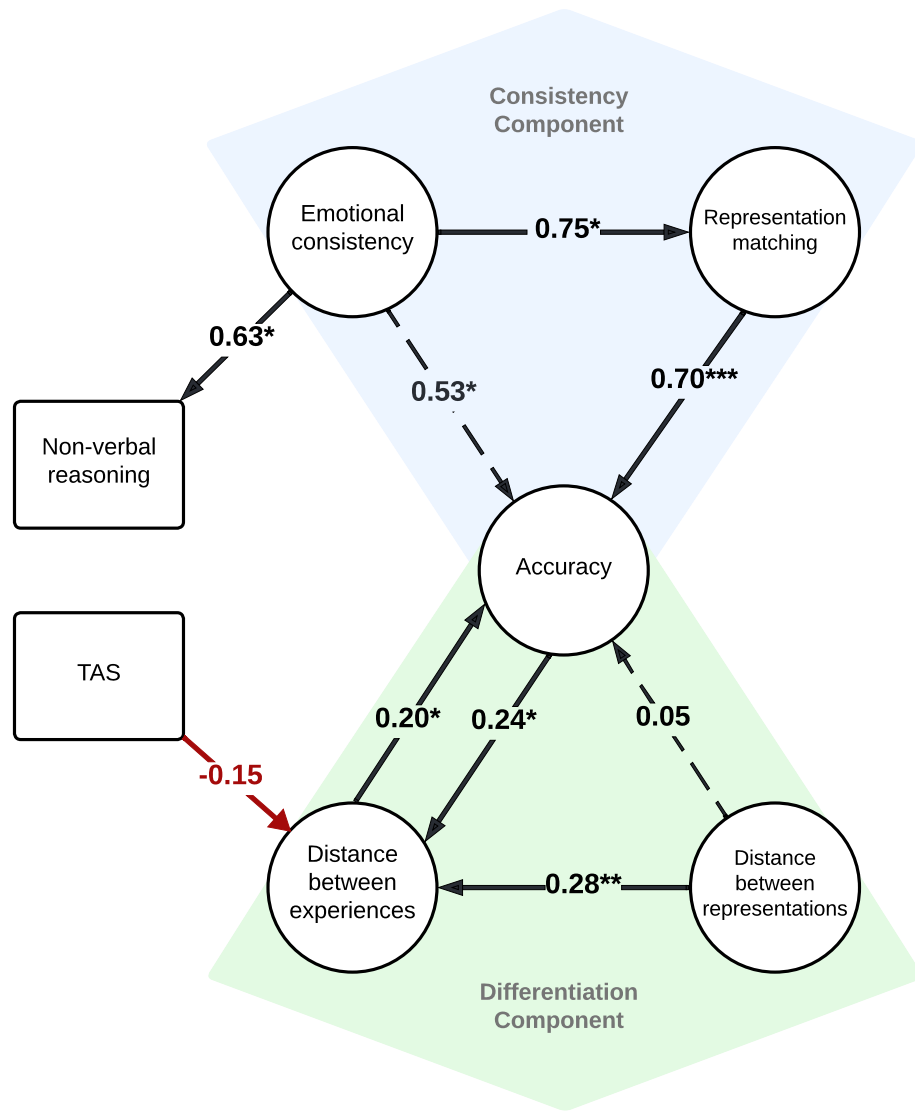 Consistency
Component
Emotional
consistency
0.75*
Representation
matching
0.63*
0.53*
0.70***
Non-verbal
reasoning
Accuracy
TAS
0.20*
0.24*
0.05
-0.15
Distance
between
experiences
0.28**
Distance
between
representations
Differentiation
Component